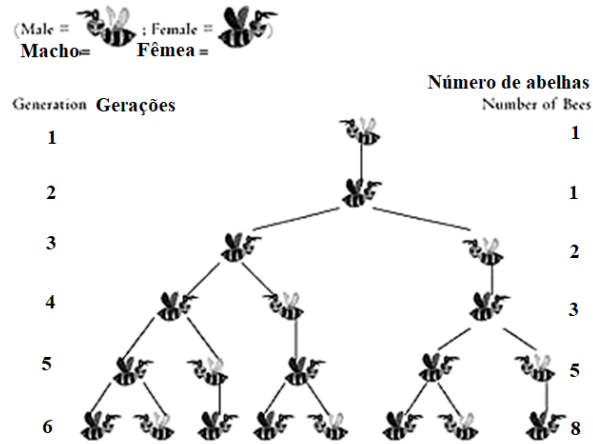 (Male = ; Female = )
Macho= Fêmea =
Número de abelhas
Generation Gerações Number of Bees
1 1
2 1
3 2
4 3
5 5
6 8